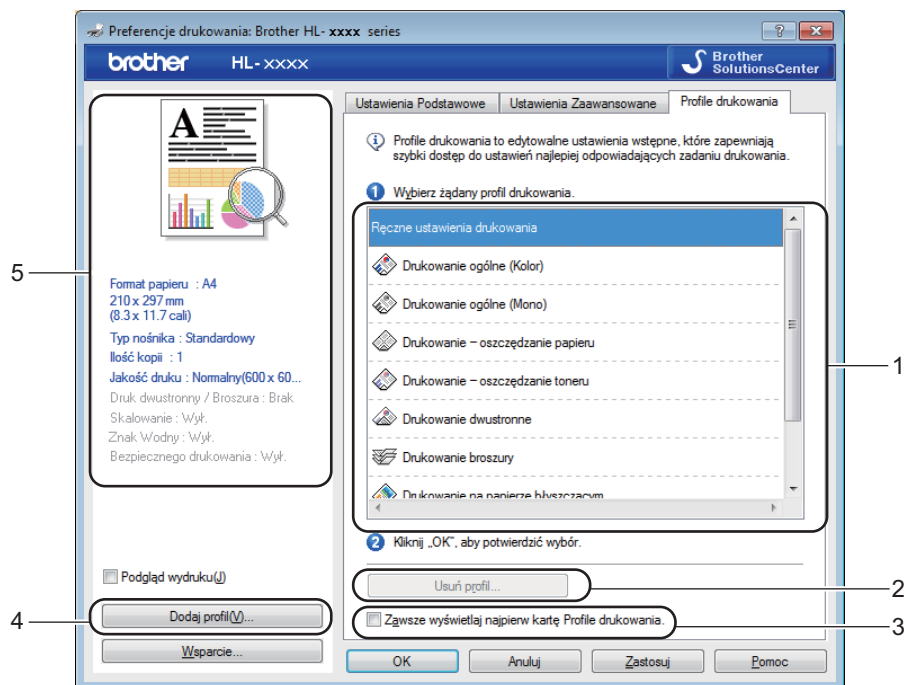 Preferencje drukowania: Brother HL- xxxx series
brother HL-xxxx
Brother
SolutionsCenter
A
Format papieru : A4
210 x 297 mm
(8.3 x 11.7 cali)
Typ nośnika : Standardowy
Ilość kopii : 1
Jakość druku : Normalny(600 x 60...
Druk dwustronny / Broszura : Brak
Skalowanie : Wył.
Znak Wodny : Wył.
Bezpiecznego drukowania : Wył.
Podgląd wydruku(J)
Dodaj profil(V)...
Wsparcie...
Ustawienia Podstawowe
Ustawienia Zaawansowane
Profile drukowania
Profile drukowania to edytowalne ustawienia wstępne, które zapewniają
szybki dostęp do ustawień najlepiej odpowiadających zadaniu drukowania.
1 Wybierz żądany profil drukowania.
Ręczne ustawienia drukowania
Drukowanie ogólne (Kolor)
Drukowanie ogólne (Mono)
Drukowanie – oszczędzanie papieru
Drukowanie – oszczędzanie toneru
Drukowanie dwustronne
Drukowanie broszury
Drukowanie na papierze błyszczącym
2 Kliknij „OK”, aby potwierdzić wybór.
Usuń profil...
Zawsze wyświetlaj najpierw kartę Profile drukowania.
OK
Anuluj
Zastosuj
Pomoc
1
2
3
4
5